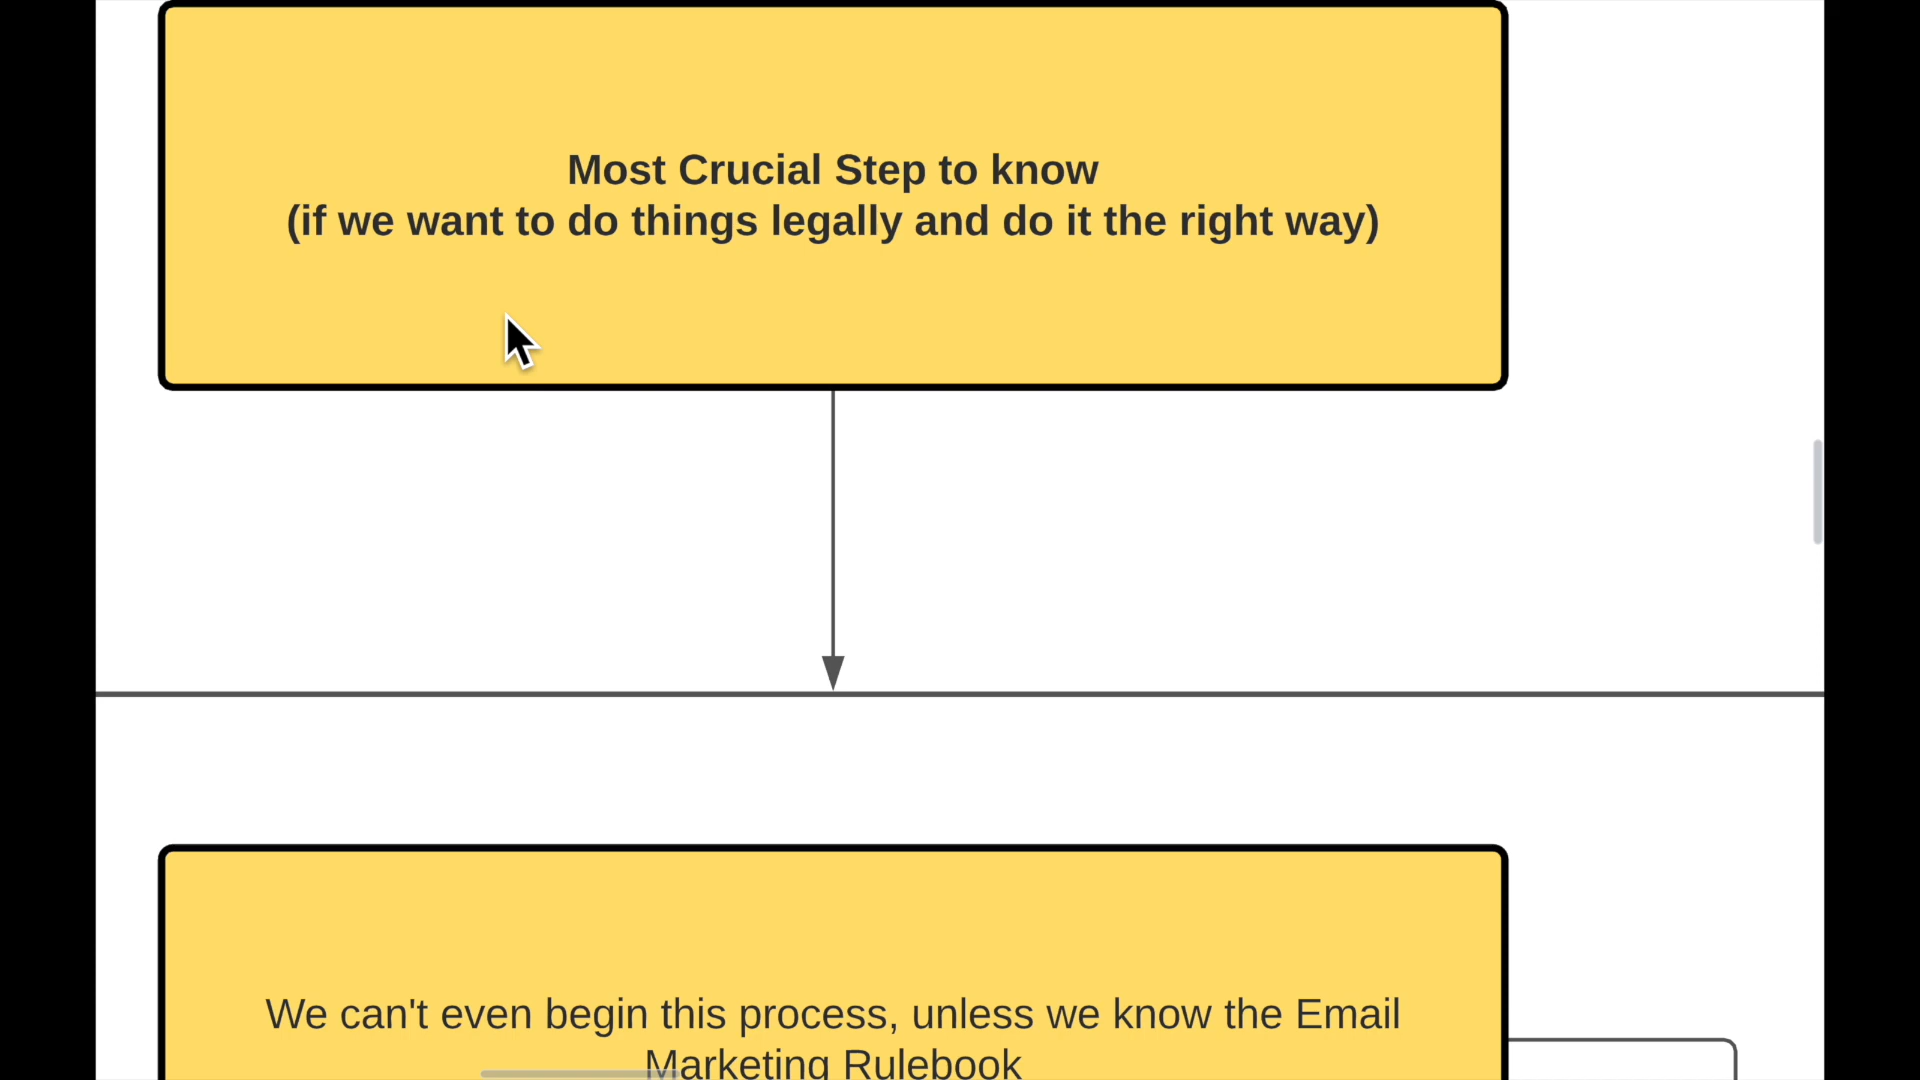 Most Crucial Step to know
(if we want to do things legally and do it the right way)
We can't even begin this process, unless we know the Email
Marketing Rulebook